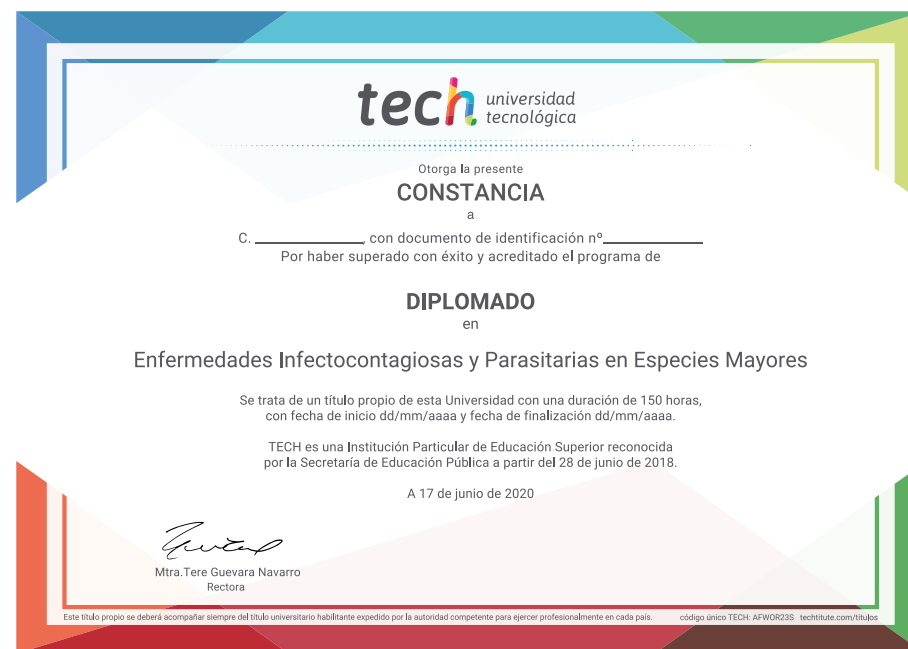 tech universidad
tecnológica
Otorga la presente
CONSTANCIA
a
C. ____________, con documento de identificación nº____________
Por haber superado con éxito y acreditado el programa de
DIPLOMADO
en
Enfermedades Infectocontagiosas y Parasitarias en Especies Mayores
Se trata de un título propio de esta Universidad con una duración de 150 horas,
con fecha de inicio dd/mm/aaaa y fecha de finalización dd/mm/aaaa.
TECH es una Institución Particular de Educación Superior reconocida
por la Secretaría de Educación Pública a partir del 28 de junio de 2018.
A 17 de junio de 2020
Mtra.Tere Guevara Navarro
Rectora
Este título propio se deberá acompañar siempre del título universitario habilitante expedido por la autoridad competente para ejercer profesionalmente en cada país. código único TECH: AFWOR23S techtitute.com/titulos